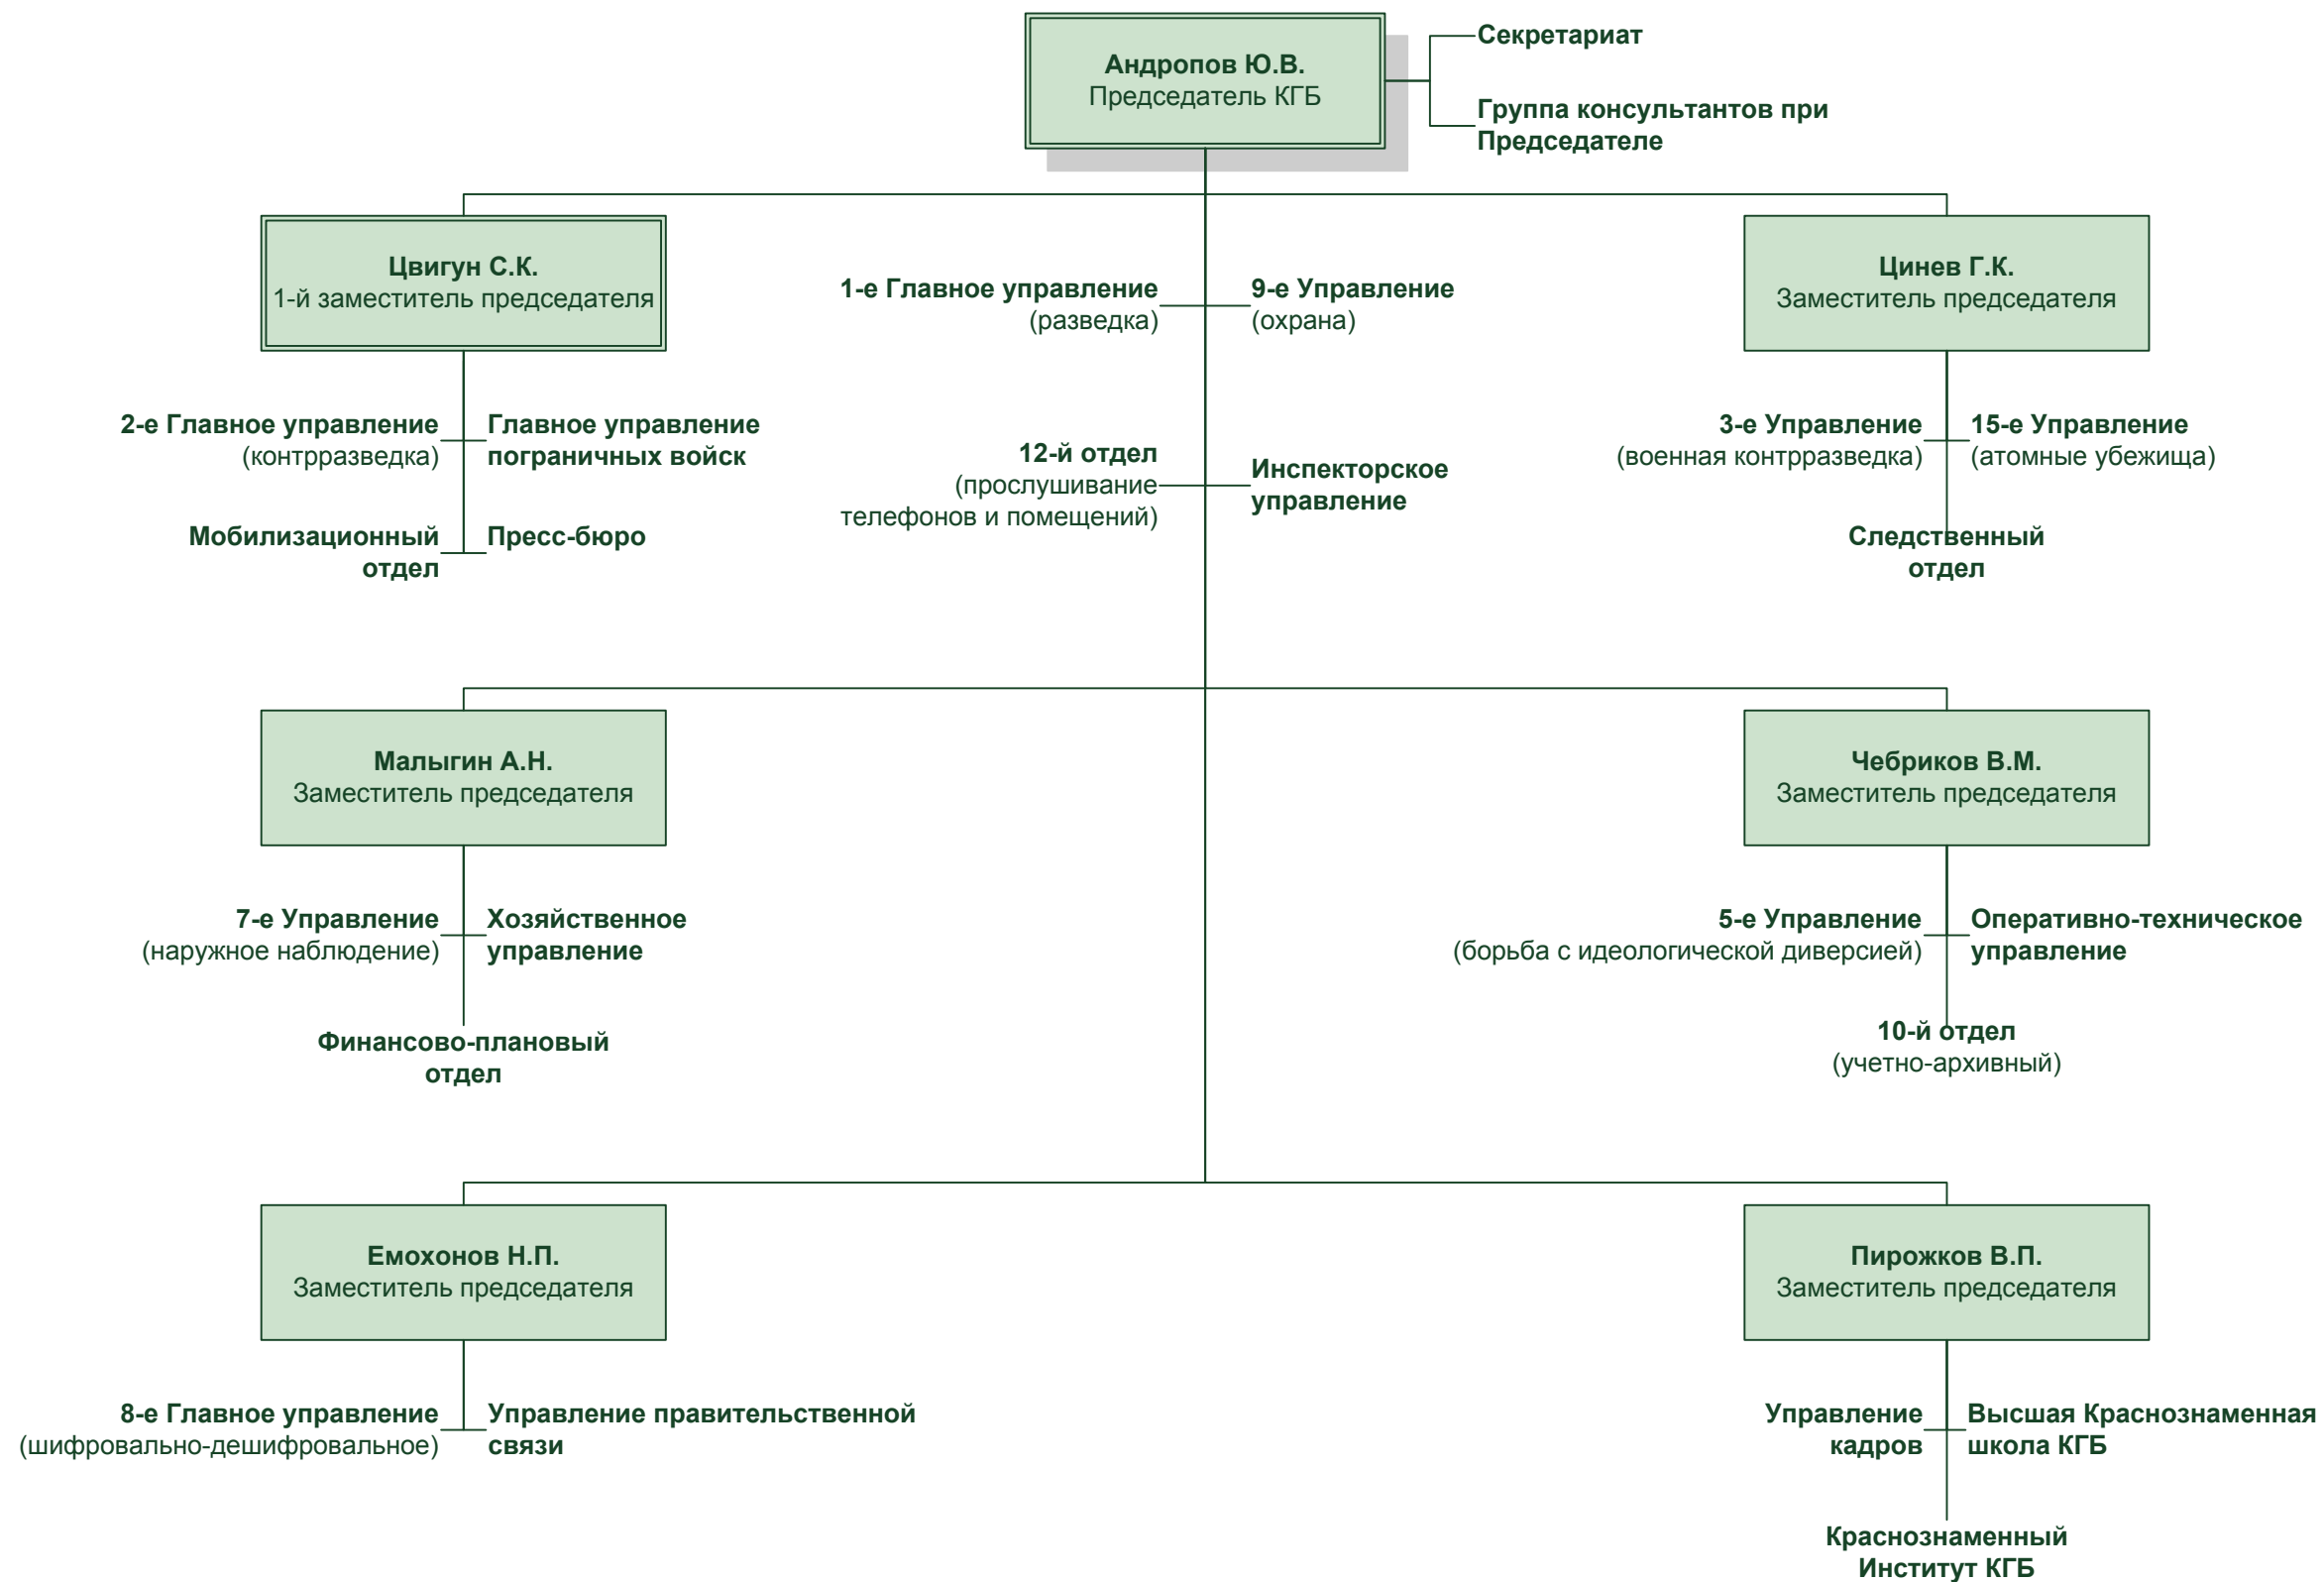 Андропов Ю.В.
Председатель КГБ
Секретариат
Группа консультантов при
Председателе
Цвигун С.К.
1-й заместитель председателя
2-е Главное управление
(контрразведка)
Главное управление
пограничных войск
Мобилизационный
отдел
Пресс-бюро
1-е Главное управление
(разведка)
9-е Управление
(охрана)
12-й отдел
(прослушивание
телефонов и помещений)
Инспекторское
управление
Цинев Г.К.
Заместитель председателя
3-е Управление
(военная контрразведка)
15-е Управление
(атомные убежища)
Следственный
отдел
Малыгин А.Н.
Заместитель председателя
7-е Управление
(наружное наблюдение)
Хозяйственное
управление
Финансово-плановый
отдел
Чебриков В.М.
Заместитель председателя
5-е Управление
(борьба с идеологической диверсией)
Оперативно-техническое
управление
10-й отдел
(учетно-архивный)
Емохонов Н.П.
Заместитель председателя
8-е Главное управление
(шифровально-дешифровальное)
Управление правительственной
связи
Пирожков В.П.
Заместитель председателя
Управление
кадров
Высшая Краснознаменная
школа КГБ
Краснознаменный
Институт КГБ